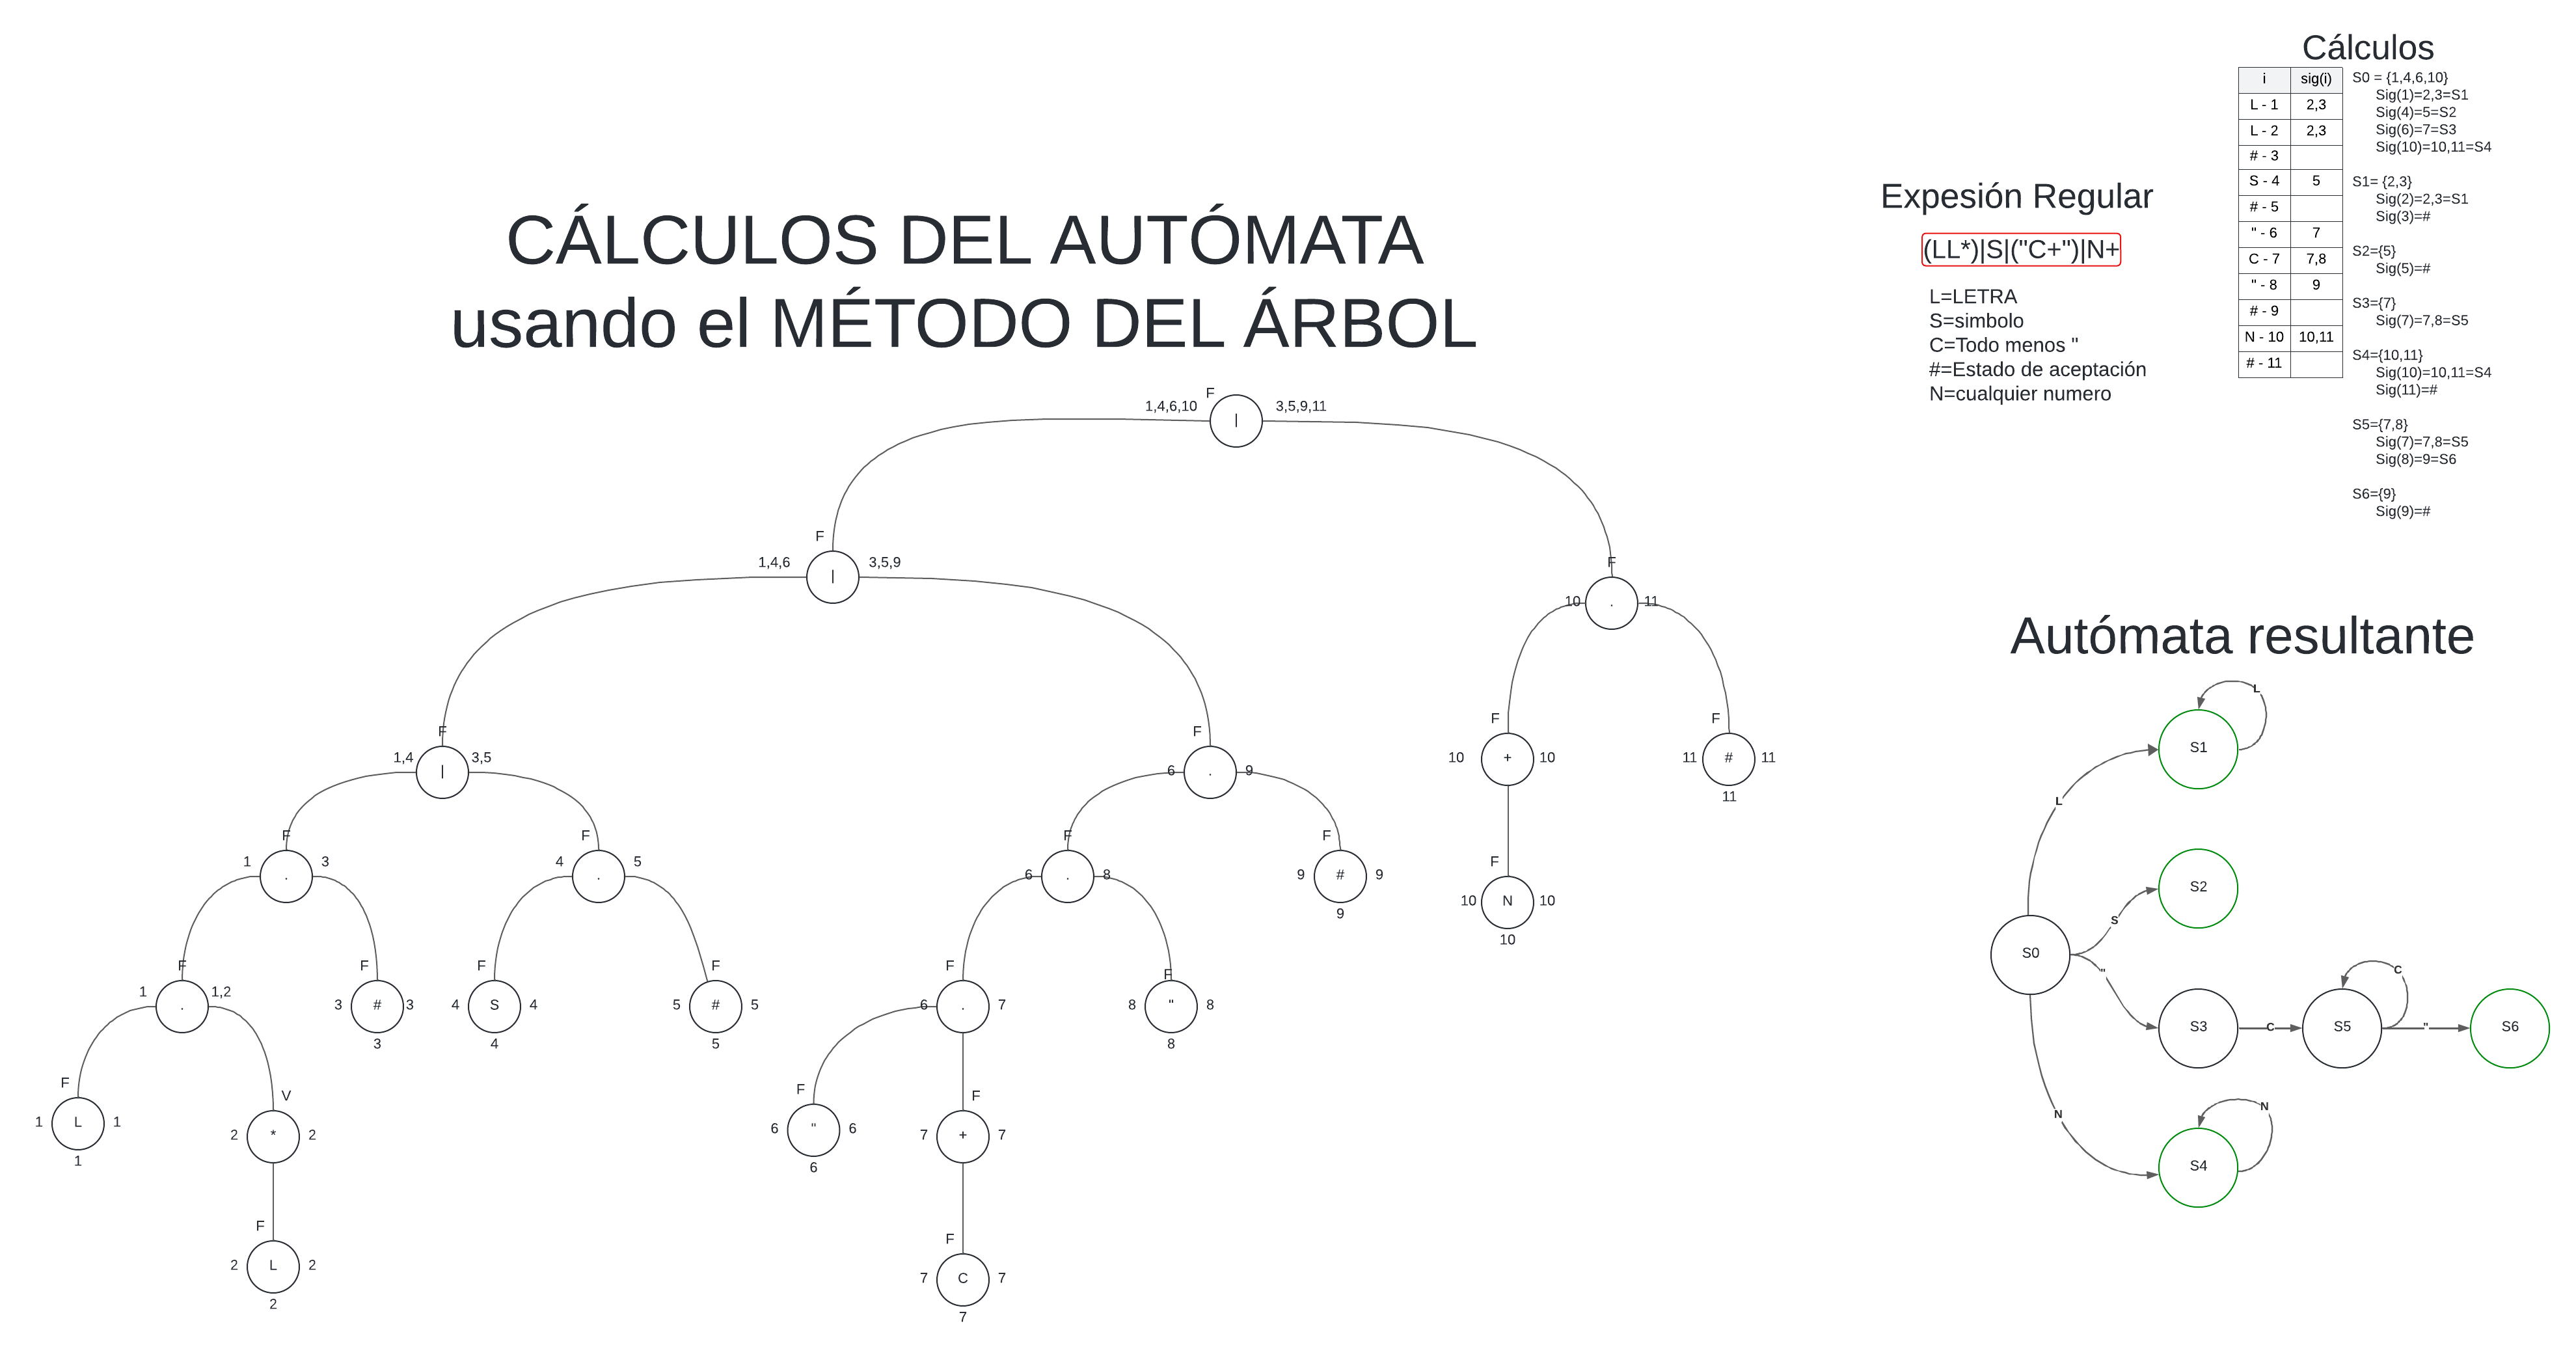 CÁLCULOS DEL AUTÓMATA
usando el MÉTODO DEL ÁRBOL
Expesión Regular
(LL*)|S|("C+")|N+
L=LETRA
S=simbolo
C=Todo menos "
#=Estado de aceptación
N=cualquier numero
Cálculos
i sig(i)
L - 1 2,3
L - 2 2,3
# - 3
S - 4 5
# - 5
" - 6 7
C - 7 7,8
" - 8 9
# - 9
N - 10 10,11
# - 11
S0 = {1,4,6,10}
Sig(1)=2,3=S1
Sig(4)=5=S2
Sig(6)=7=S3
Sig(10)=10,11=S4
S1= {2,3}
Sig(2)=2,3=S1
Sig(3)=#
S2={5}
Sig(5)=#
S3={7}
Sig(7)=7,8=S5
S4={10,11}
Sig(10)=10,11=S4
Sig(11)=#
S5={7,8}
Sig(7)=7,8=S5
Sig(8)=9=S6
S6={9}
Sig(9)=#
F
1,4,6,10 | 3,5,9,11
F
1,4,6 | 3,5,9
F
10 . 11
F
1,4 | 3,5
F
6 . 9
F
10 + 10
F
11 # 11
11
F
1 . 3
F
4 . 5
F
6 . 8
F
9 # 9
9
F
10 N 10
10
F
1 . 1,2
F
3 # 3
3
F
4 S 4
4
F
5 # 5
5
F
6 . 7
F
8 " 8
8
F
1 L 1
1
V
2 * 2
F
6 " 6
6
F
7 + 7
F
2 L 2
2
F
7 C 7
7
Autómata resultante
L
S1
L
S2
S
S0
"
C
S3 C S5 " S6
N
N
S4